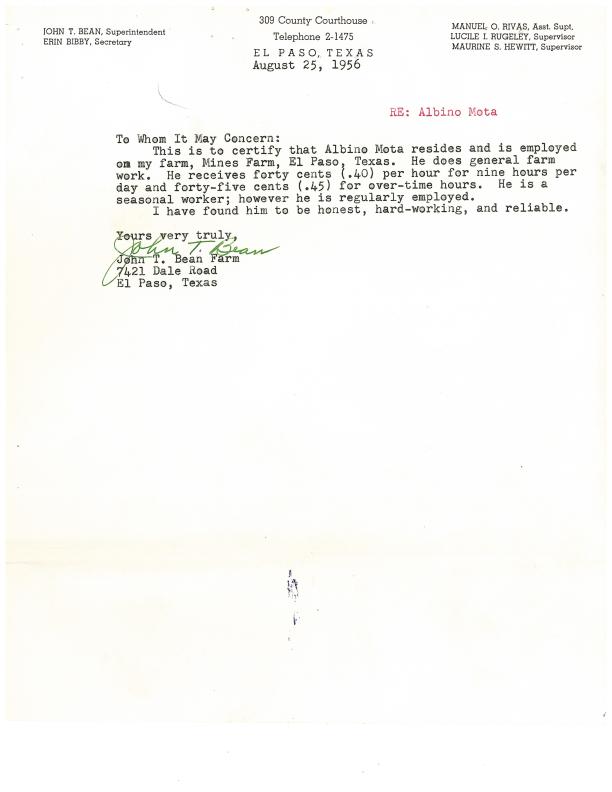 309 County Courthouse
Telephone 2-1475
EL PASO, TEXAS
August 25, 1956
JOHN T. BEAN, Superintendent
ERIN BIBBY, Secretary
MANUEL O. RIVAS, Asst. Supt.
LUCILE I. RUGELEY, Supervisor
MAURINE S. HEWITT, Supervisor
RE: Albino Mota
To Whom It May Concern:
This is to certify that Albino Mota resides and is employed
on my farm, Mines Farm, El Paso, Texas. He does general farm
work. He receives forty cents (.40) per hour for nine hours per
day and forty-five cents (.45) for over-time hours. He is a
seasonal worker; however he is regularly employed.
I have found him to be honest, hard-working, and reliable.
Yours very truly,
John T. Bean
John T. Bean Farm
7421 Dale Road
El Paso, Texas